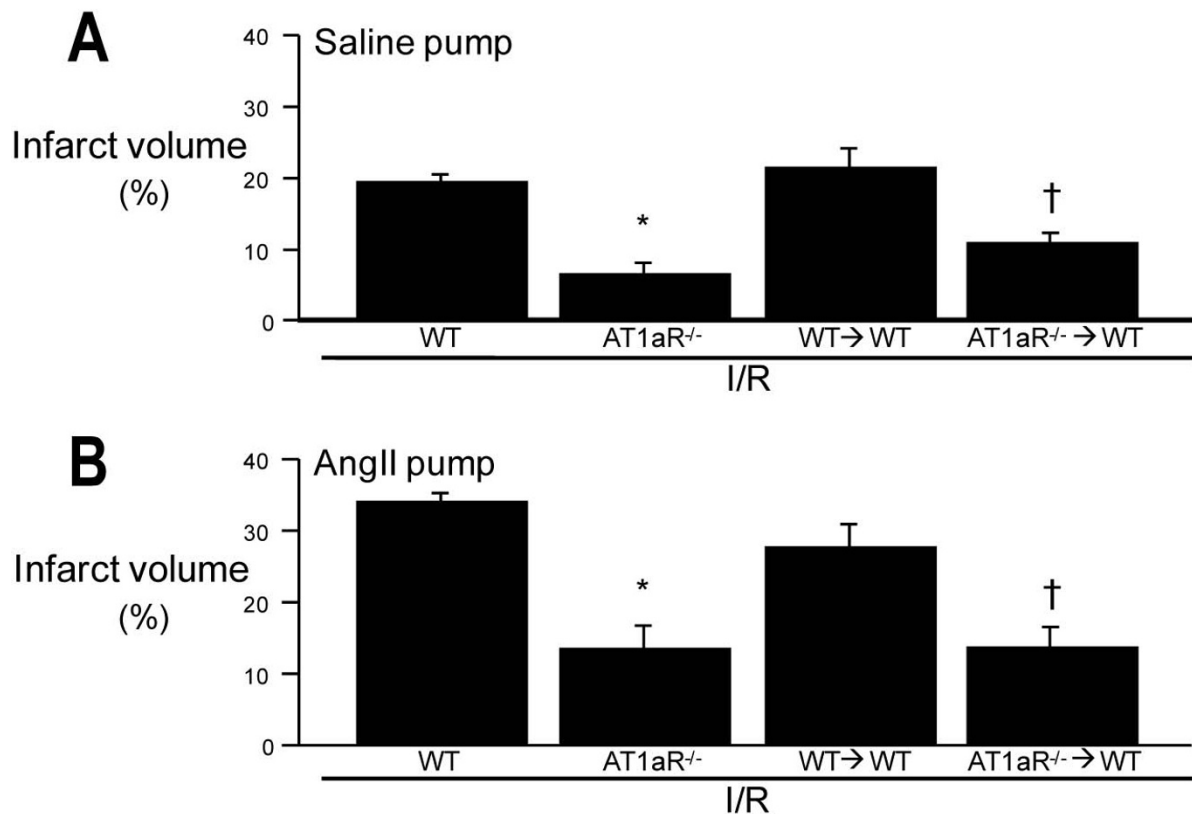 A
Saline pump
Infarct volume
(%)
40
30
20
10
0
*
†
WT
AT1aR-/-
WT→ WT
AT1aR-/- → WT
I/R
B
AngII pump
Infarct volume
(%)
40
30
20
10
0
*
†
WT
AT1aR-/-
WT→ WT
AT1aR-/- → WT
I/R